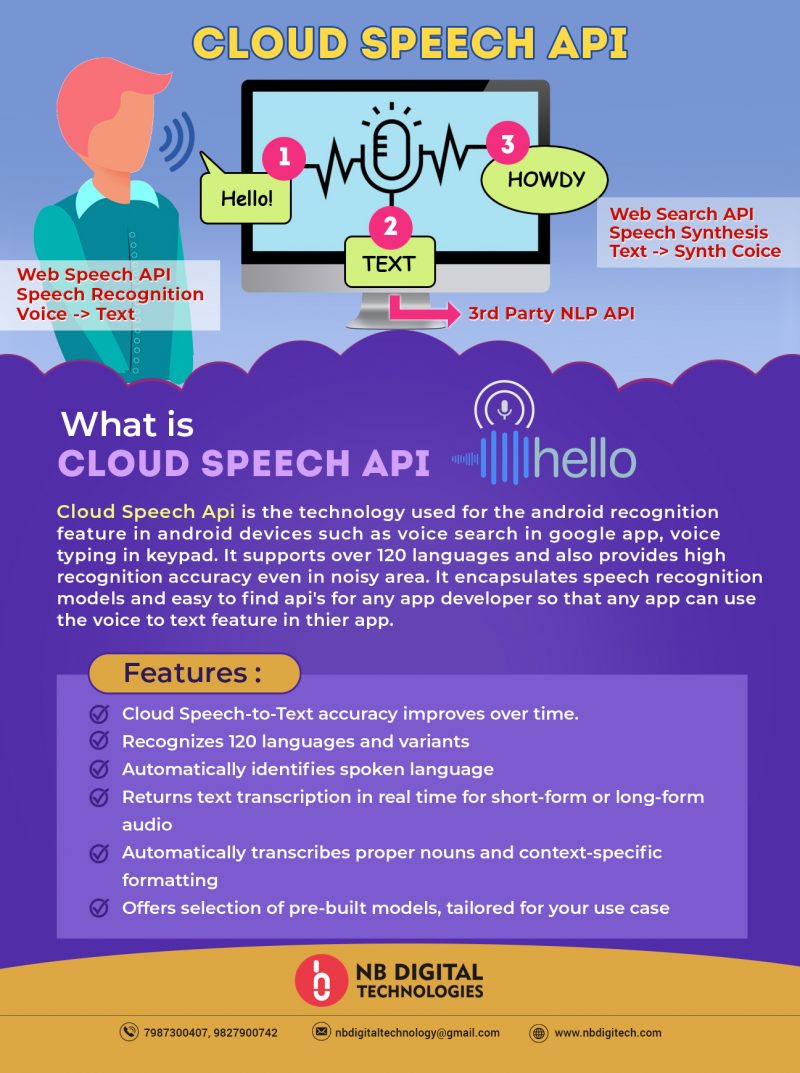 CLOUD SPEECH API
1
Hello!
2
TEXT
3
HOWDY
Web Speech API
Speech Recognition
Voice -> Text
Web Search API
Speech Synthesis
Text -> Synth Coice
3rd Party NLP API
What is
CLOUD SPEECH API
hello
Cloud Speech Api is the technology used for the android recognition
feature in android devices such as voice search in google app, voice
typing in keypad. It supports over 120 languages and also provides high
recognition accuracy even in noisy area. It encapsulates speech recognition
models and easy to find api's for any app developer so that any app can use
the voice to text feature in thier app.
Features :
Cloud Speech-to-Text accuracy improves over time.
Recognizes 120 languages and variants
Automatically identifies spoken language
Returns text transcription in real time for short-form or long-form
audio
Automatically transcribes proper nouns and context-specific
formatting
Offers selection of pre-built models, tailored for your use case
NB DIGITAL
TECHNOLOGIES
7987300407, 9827900742 nbdigitaltechnology@gmail.com www.nbdigitech.com